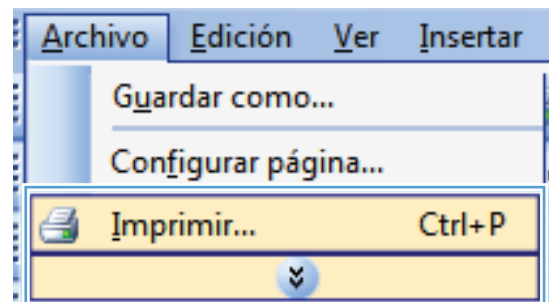 Archivo Edición Ver Insertar
Guardar como...
Configurar página...
Imprimir... Ctrl+P